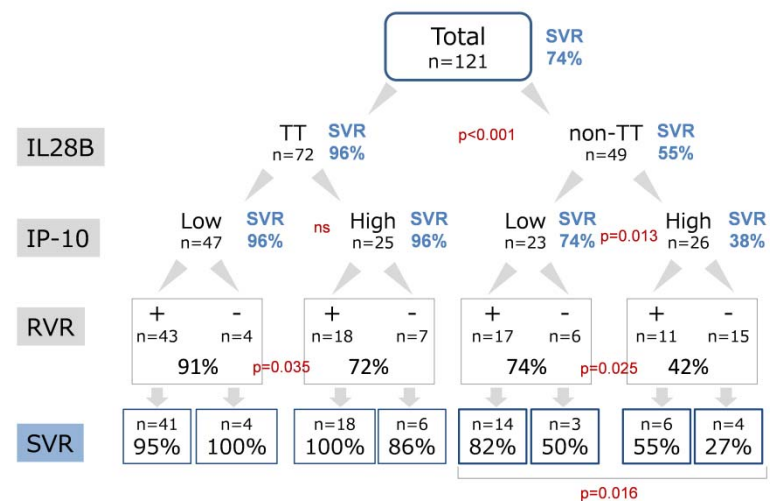 Total
n=121
SVR
74%
IL28B
TT
n=72
SVR
96%
p<0.001
non-TT
n=49
SVR
55%
IP-10
Low
n=47
SVR
96%
ns
High
n=25
SVR
96%
Low
n=23
SVR
74%
p=0.013
High
n=26
SVR
38%
RVR
+ -
n=43 n=4
91%
p=0.035
+ -
n=18 n=7
72%
+ -
n=17 n=6
74%
p=0.025
+ -
n=11 n=15
42%
SVR
n=41
95%
n=4
100%
n=18
100%
n=6
86%
n=14
82%
n=3
50%
n=6
55%
n=4
27%
p=0.016